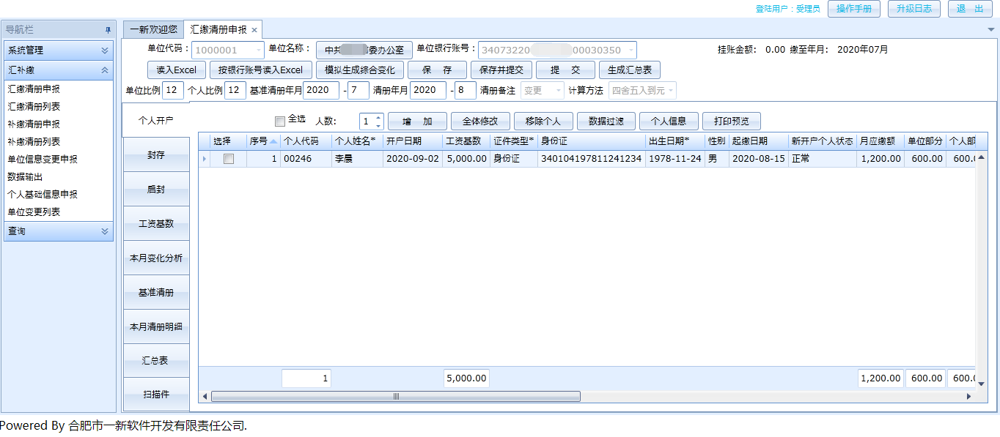 登陆用户：受理员 操作手册 升级日志 退 出
导航栏 一新欢迎您 汇缴清册申报
系统管理
汇补缴
汇缴清册申报
汇缴清册列表
补缴清册申报
补缴清册列表
单位信息变更申报
数据输出
个人基础信息申报
单位变更列表
查询
单位代码： 1000001 单位名称： 中共 委办公室 单位银行账号： 34073220 00030350 挂账金额: 0.00 缴至年月: 2020年07月
读入Excel 按银行账号读入Excel 模拟生成综合变化 保 存 保存并提交 提 交 生成汇总表
单位比例 12 个人比例 12 基准清册年月 2020 - 7 清册年月 2020 - 8 清册备注 变更 计算方法 四舍五入到元
个人开户
封存
启封
工资基数
本月变化分析
基准清册
本月清册明细
汇总表
扫描件
全选 人数: 1 增 加 全体修改 移除个人 数据过滤 个人信息 打印预览
选择 序号 个人代码 个人姓名* 开户日期 工资基数 证件类型* 身份证 出生日期* 性别 起缴日期 新开户个人状态 月应缴额 单位部分 个人部
1 00246 李晨 2020-09-02 5,000.00 身份证 340104197811241234 1978-11-24 男 2020-08-15 正常 1,200.00 600.00 600.0
1 5,000.00 1,200.00 600.00 600.0
Powered By 合肥市一新软件开发有限责任公司.